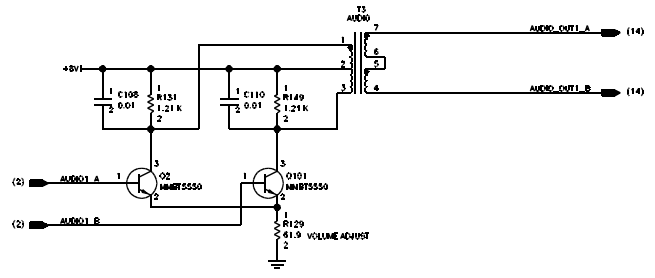 T3
AUDIO
7
AUDIO_OUT1_A
(14)
1
6
+8V
2
5
1
C108
0.01
2
1
R131
1.21K
2
1
C110
0.01
2
1
R149
1.21K
2
3
4
AUDIO_OUT1_B
(14)
3
Q2
MMBT5550
2
3
Q101
MMBT5550
2
(2)
AUDIO1_A
1
1
(2)
AUDIO1_B
1
R129
61.9
VOLUME ADJUST
2